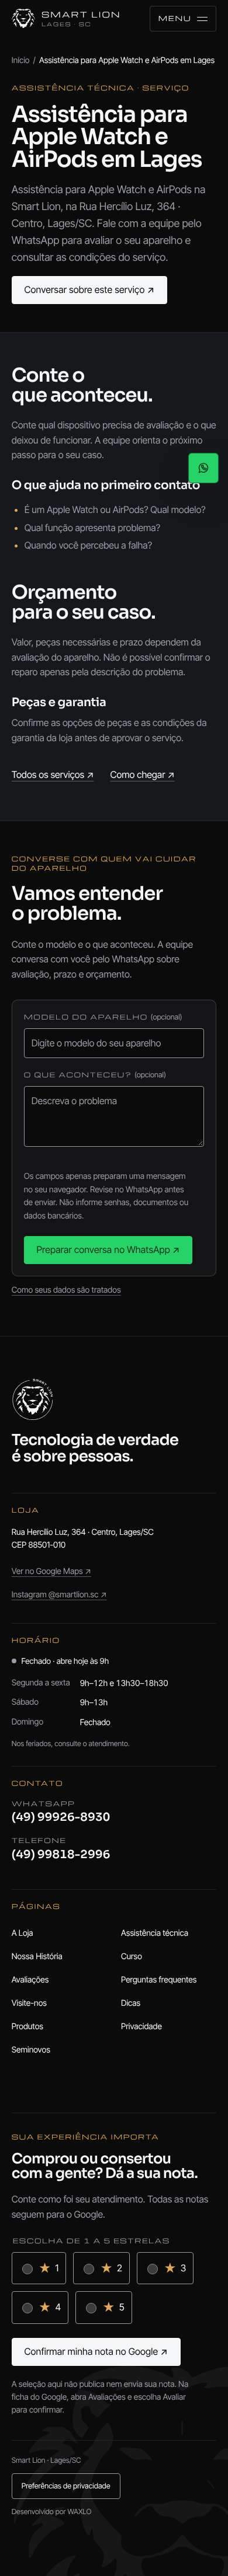 SMART LION
LAGES · SC
MENU
Início / Assistência para Apple Watch e AirPods em Lages
ASSISTÊNCIA TÉCNICA · SERVIÇO
Assistência para
Apple Watch e
AirPods em Lages
Assistência para Apple Watch e AirPods na
Smart Lion, na Rua Hercílio Luz, 364 ·
Centro, Lages/SC. Fale com a equipe pelo
WhatsApp para avaliar o seu aparelho e
consultar as condições do serviço.
Conversar sobre este serviço ↗
Conte o
que aconteceu.
Conte qual dispositivo precisa de avaliação e o que
deixou de funcionar. A equipe orienta o próximo
passo para o seu caso.
O que ajuda no primeiro contato
• É um Apple Watch ou AirPods? Qual modelo?
• Qual função apresenta problema?
• Quando você percebeu a falha?
Orçamento
para o seu caso.
Valor, peças necessárias e prazo dependem da
avaliação do aparelho. Não é possível confirmar o
reparo apenas pela descrição do problema.
Peças e garantia
Confirme as opções de peças e as condições da
garantia da loja antes de aprovar o serviço.
Todos os serviços ↗ Como chegar ↗
CONVERSE COM QUEM VAI CUIDAR
DO APARELHO
Vamos entender
o problema.
Conte o modelo e o que aconteceu. A equipe
conversa com você pelo WhatsApp sobre
avaliação, prazo e orçamento.
MODELO DO APARELHO (opcional)
Digite o modelo do seu aparelho
O QUE ACONTECEU? (opcional)
Descreva o problema
Os campos apenas preparam uma mensagem
no seu navegador. Revise no WhatsApp antes
de enviar. Não informe senhas, documentos ou
dados bancários.
Preparar conversa no WhatsApp ↗
Como seus dados são tratados
SMART LION
Tecnologia de verdade
é sobre pessoas.
LOJA
Rua Hercílio Luz, 364 · Centro, Lages/SC
CEP 88501-010
Ver no Google Maps ↗
Instagram @smartlion.sc ↗
HORÁRIO
Fechado · abre hoje às 9h
Segunda a sexta 9h–12h e 13h30–18h30
Sábado 9h–13h
Domingo Fechado
Nos feriados, consulte o atendimento.
CONTATO
WHATSAPP
(49) 99926-8930
TELEFONE
(49) 99818-2996
PÁGINAS
A Loja Assistência técnica
Nossa História Curso
Avaliações Perguntas frequentes
Visite-nos Dicas
Produtos Privacidade
Seminovos
SUA EXPERIÊNCIA IMPORTA
Comprou ou consertou
com a gente? Dá a sua nota.
Conte como foi seu atendimento. Todas as notas
seguem para o Google.
ESCOLHA DE 1 A 5 ESTRELAS
★ 1 ★ 2 ★ 3
★ 4 ★ 5
Confirmar minha nota no Google ↗
A seleção aqui não publica nem envia sua nota. Na
ficha do Google, abra Avaliações e escolha Avaliar
para confirmar.
Smart Lion · Lages/SC
Preferências de privacidade
Desenvolvido por WAXLO